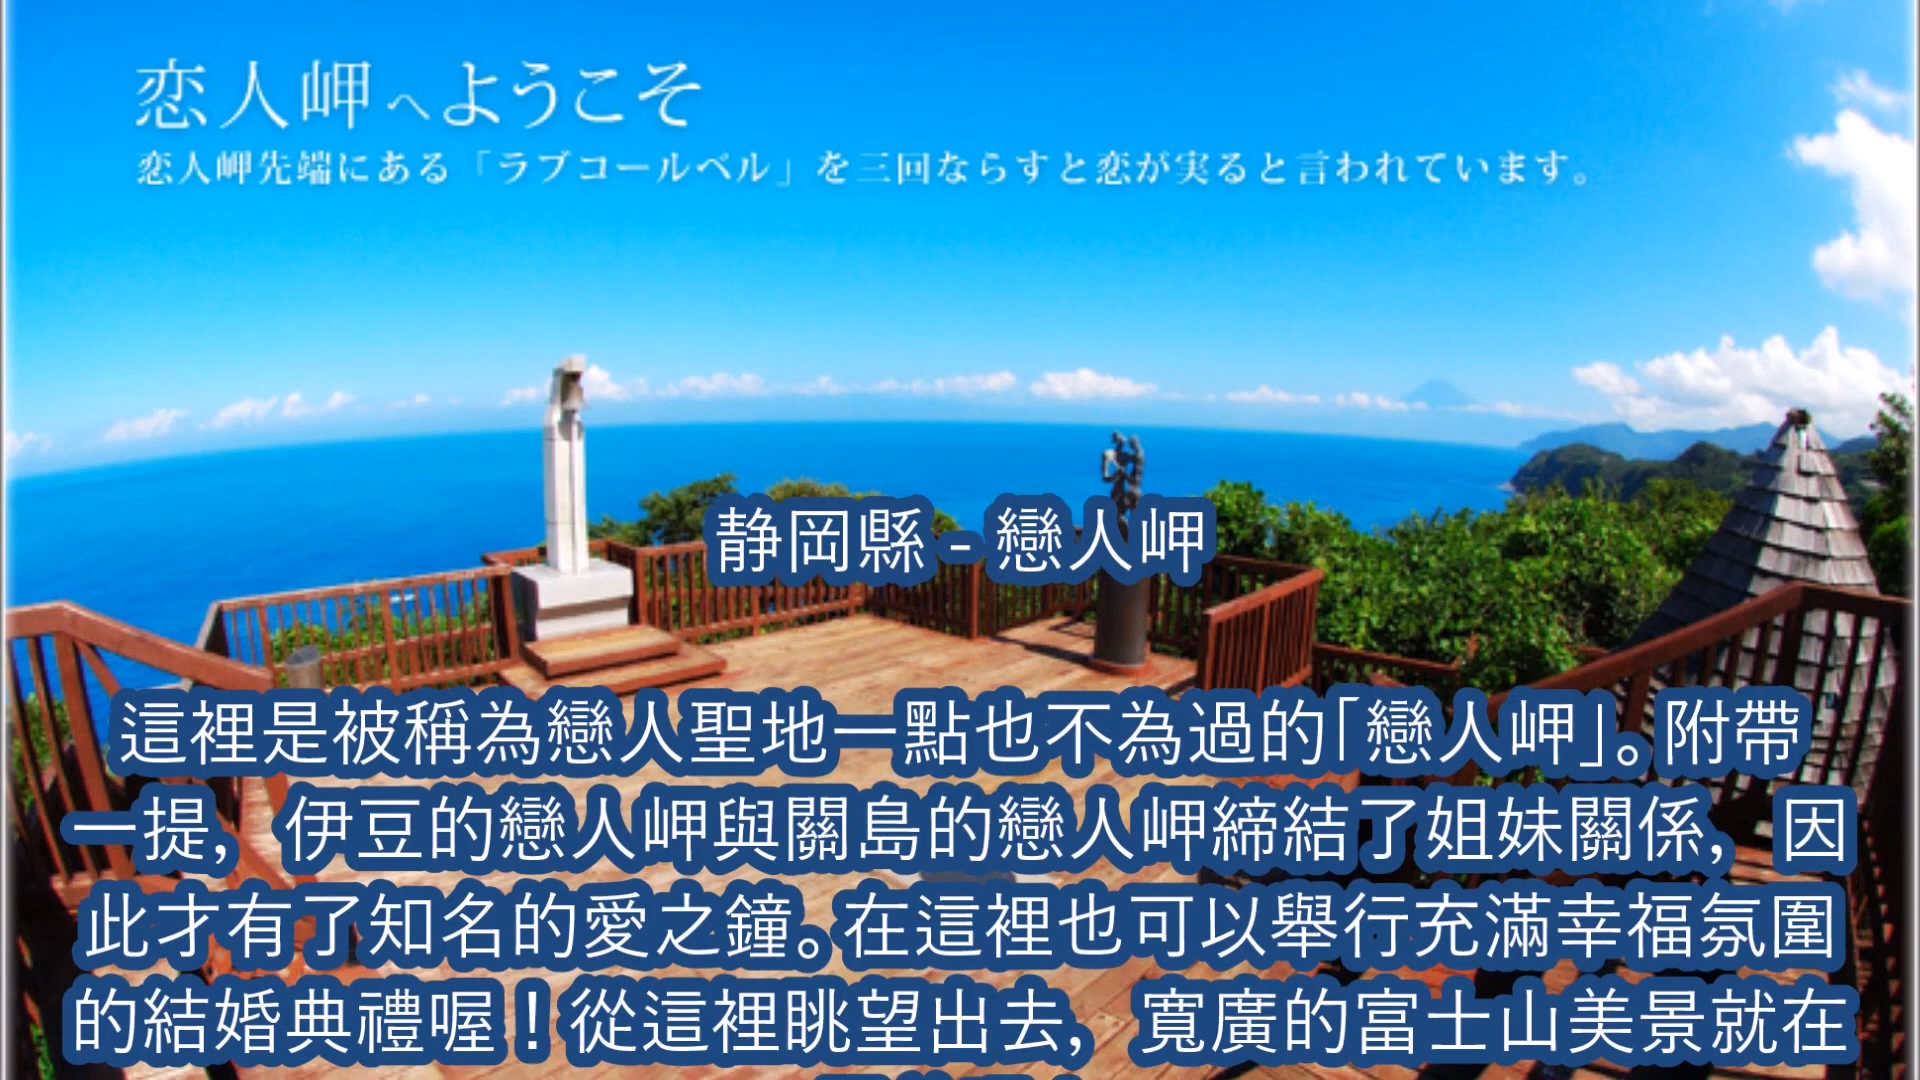 恋人岬へようこそ
恋人岬先端にある「ラブコールベル」を三回ならすと恋が実ると言われています。
静岡縣 - 戀人岬
這裡是被稱為戀人聖地一點也不為過的「戀人岬」。附帶
一提，伊豆的戀人岬與關島的戀人岬締結了姐妹關係，因
此才有了知名的愛之鐘。在這裡也可以舉行充滿幸福氛圍
的結婚典禮喔！從這裡眺望出去，寬廣的富士山美景就在